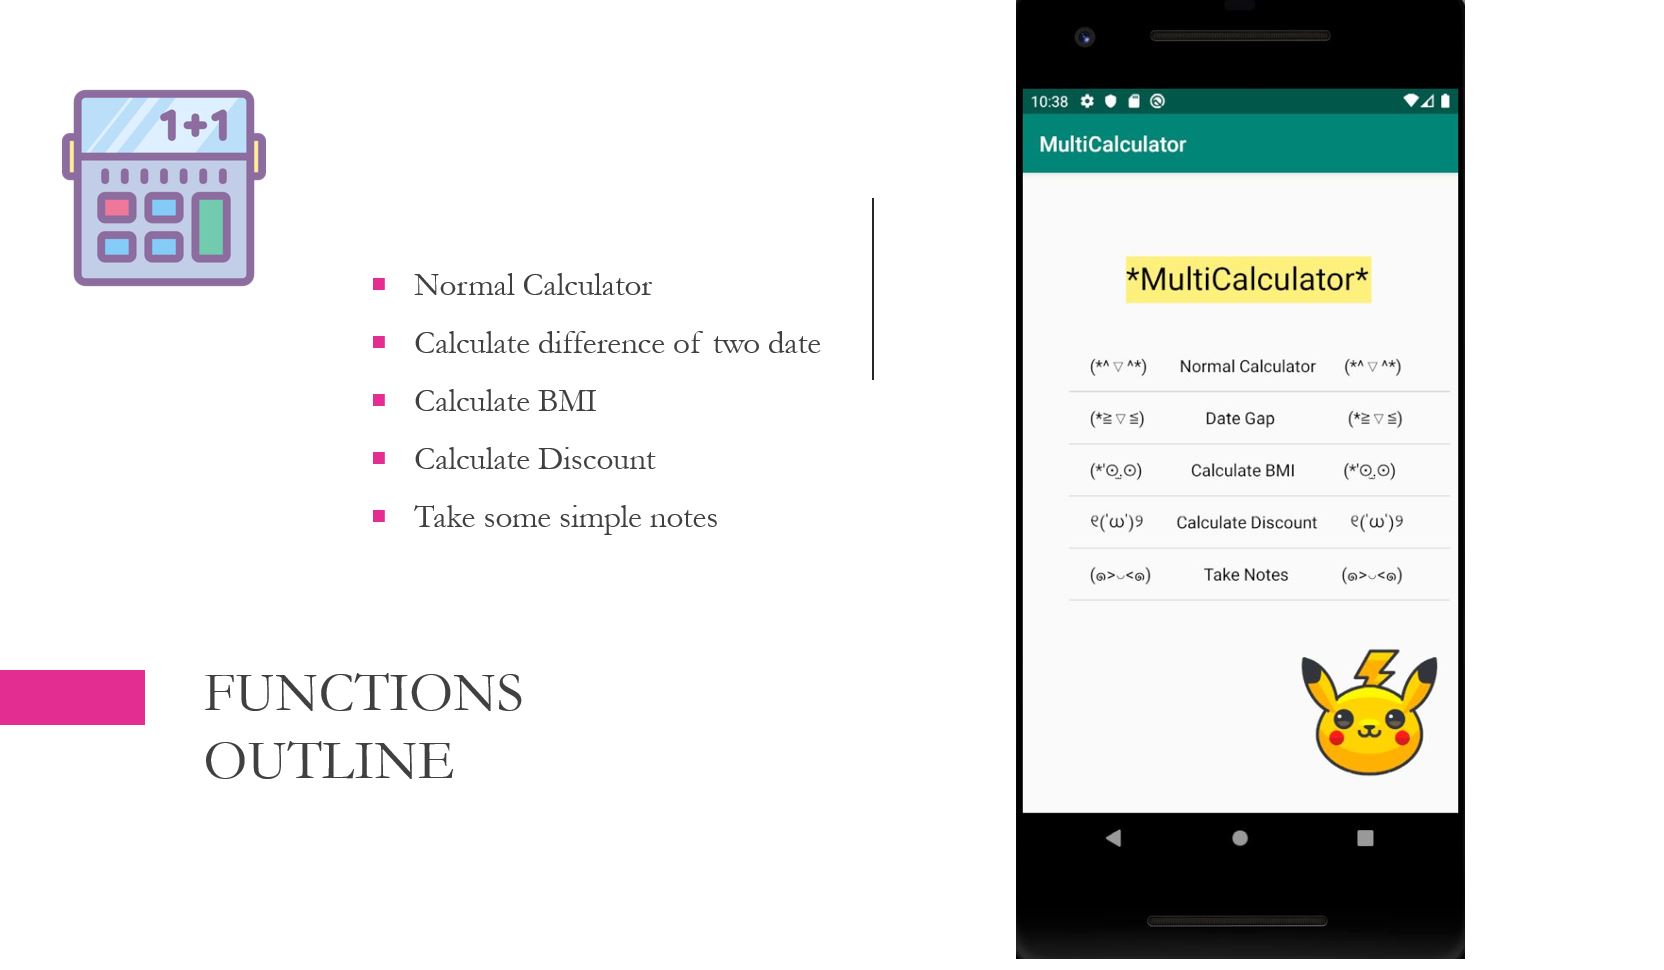 1+1
Normal Calculator
Calculate difference of two date
Calculate BMI
Calculate Discount
Take some simple notes
FUNCTIONS
OUTLINE
10:38
MultiCalculator
*MultiCalculator*
(*^▽^*) Normal Calculator (*^▽^*)
(*≧▽≦) Date Gap (*≧▽≦)
(*'⊙.̫⊙) Calculate BMI (*'⊙.̫⊙)
୧('ω')୨ Calculate Discount ୧('ω')୨
(๑>ᴗ<๑) Take Notes (๑>ᴗ<๑)